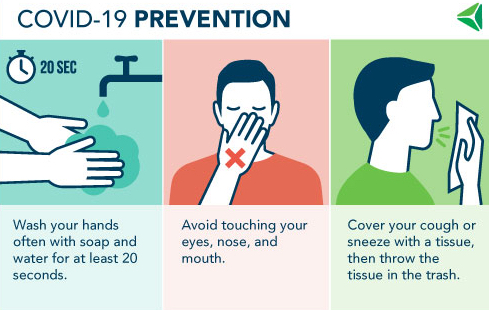 COVID-19 PREVENTION
20 SEC
Wash your hands
often with soap and
water for at least 20
seconds.
Avoid touching your
eyes, nose, and
mouth.
Cover your cough or
sneeze with a tissue,
then throw the
tissue in the trash.